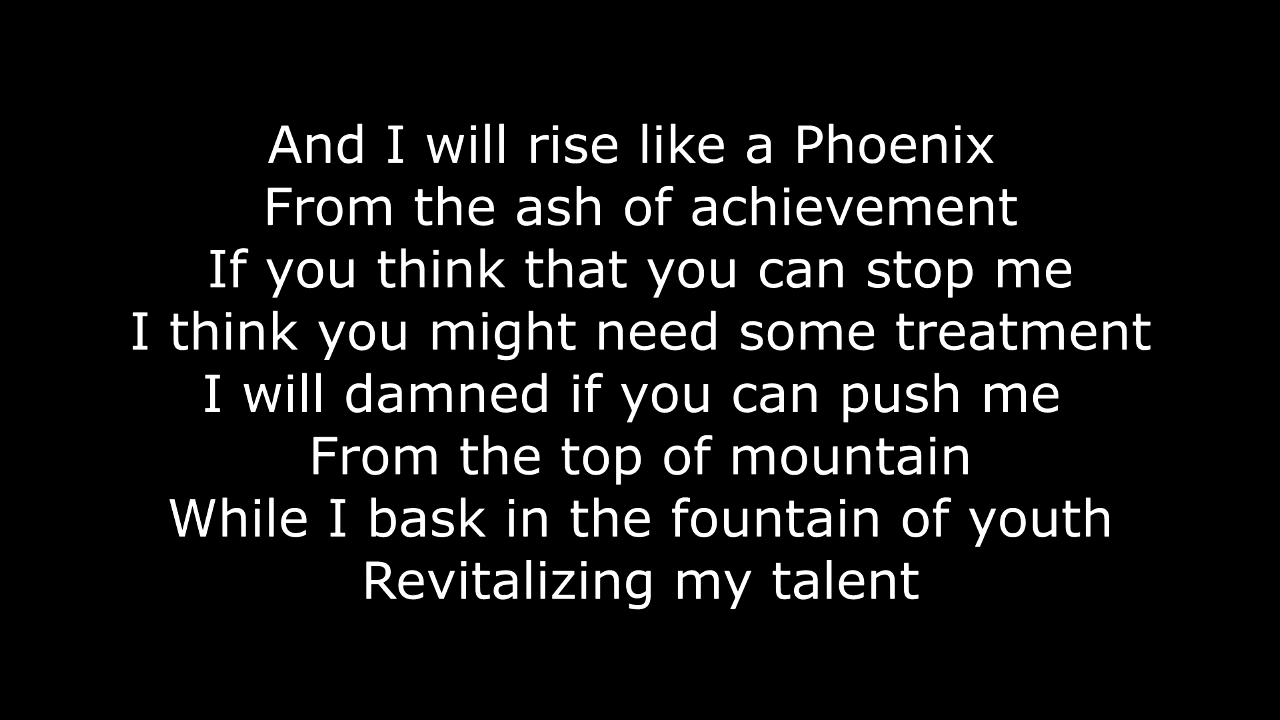 And I will rise like a Phoenix
From the ash of achievement
If you think that you can stop me
I think you might need some treatment
I will damned if you can push me
From the top of mountain
While I bask in the fountain of youth
Revitalizing my talent